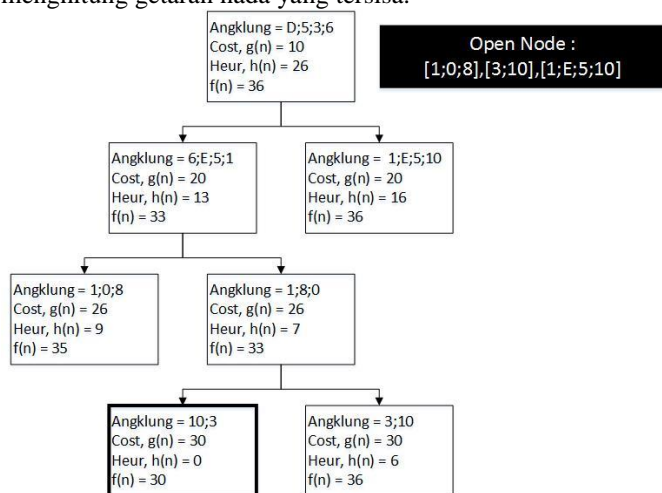 menghitung getaran nada yang tersisa.
Angklung = D;5;3;6
Cost, g(n) = 10
Heur, h(n) = 26
f(n) = 36
Open Node :
[1;0;8],[3;10],[1;E;5;10]
Angklung = 6;E;5;1
Cost, g(n) = 20
Heur, h(n) = 13
f(n) = 33
Angklung = 1;E;5;10
Cost, g(n) = 20
Heur, h(n) = 16
f(n) = 36
Angklung = 1;0;8
Cost, g(n) = 26
Heur, h(n) = 9
f(n) = 35
Angklung = 1;8;0
Cost, g(n) = 26
Heur, h(n) = 7
f(n) = 33
Angklung = 10;3
Cost, g(n) = 30
Heur, h(n) = 0
f(n) = 30
Angklung = 3;10
Cost, g(n) = 30
Heur, h(n) = 6
f(n) = 36